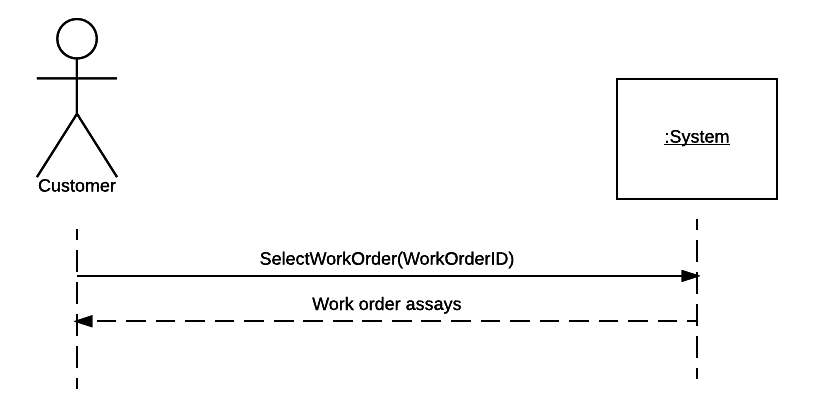 :System
Customer
SelectWorkOrder(WorkOrderID)
Work order assays